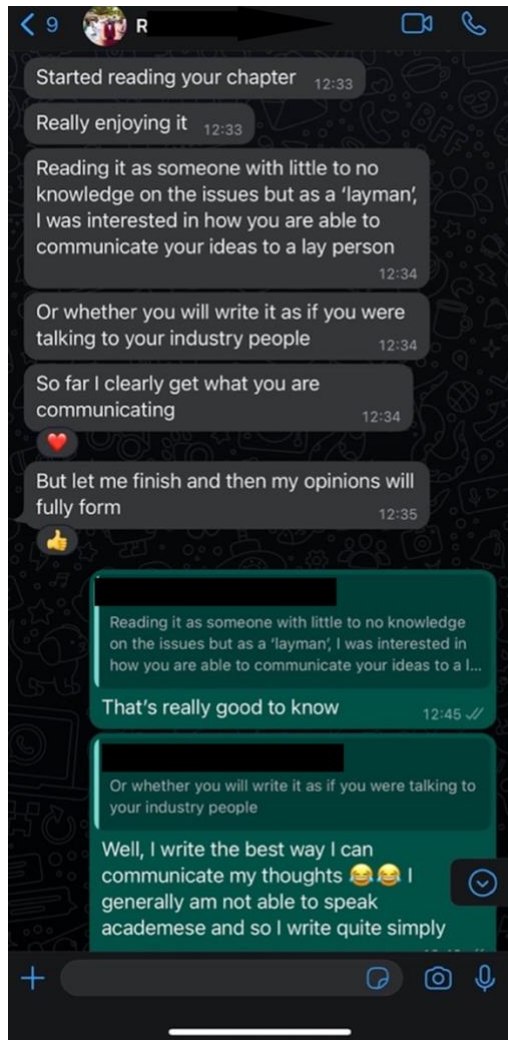 9
R
Started reading your chapter 12:33
Really enjoying it 12:33
Reading it as someone with little to no
knowledge on the issues but as a ‘layman’,
I was interested in how you are able to
communicate your ideas to a lay person
12:34
Or whether you will write it as if you were
talking to your industry people 12:34
So far I clearly get what you are
communicating 12:34
But let me finish and then my opinions will
fully form 12:35
Reading it as someone with little to no knowledge
on the issues but as a ‘layman’, I was interested in
how you are able to communicate your ideas to a l...
That’s really good to know 12:45
Or whether you will write it as if you were talking to
your industry people
Well, I write the best way I can
communicate my thoughts 😂😂 I
generally am not able to speak
academese and so I write quite simply